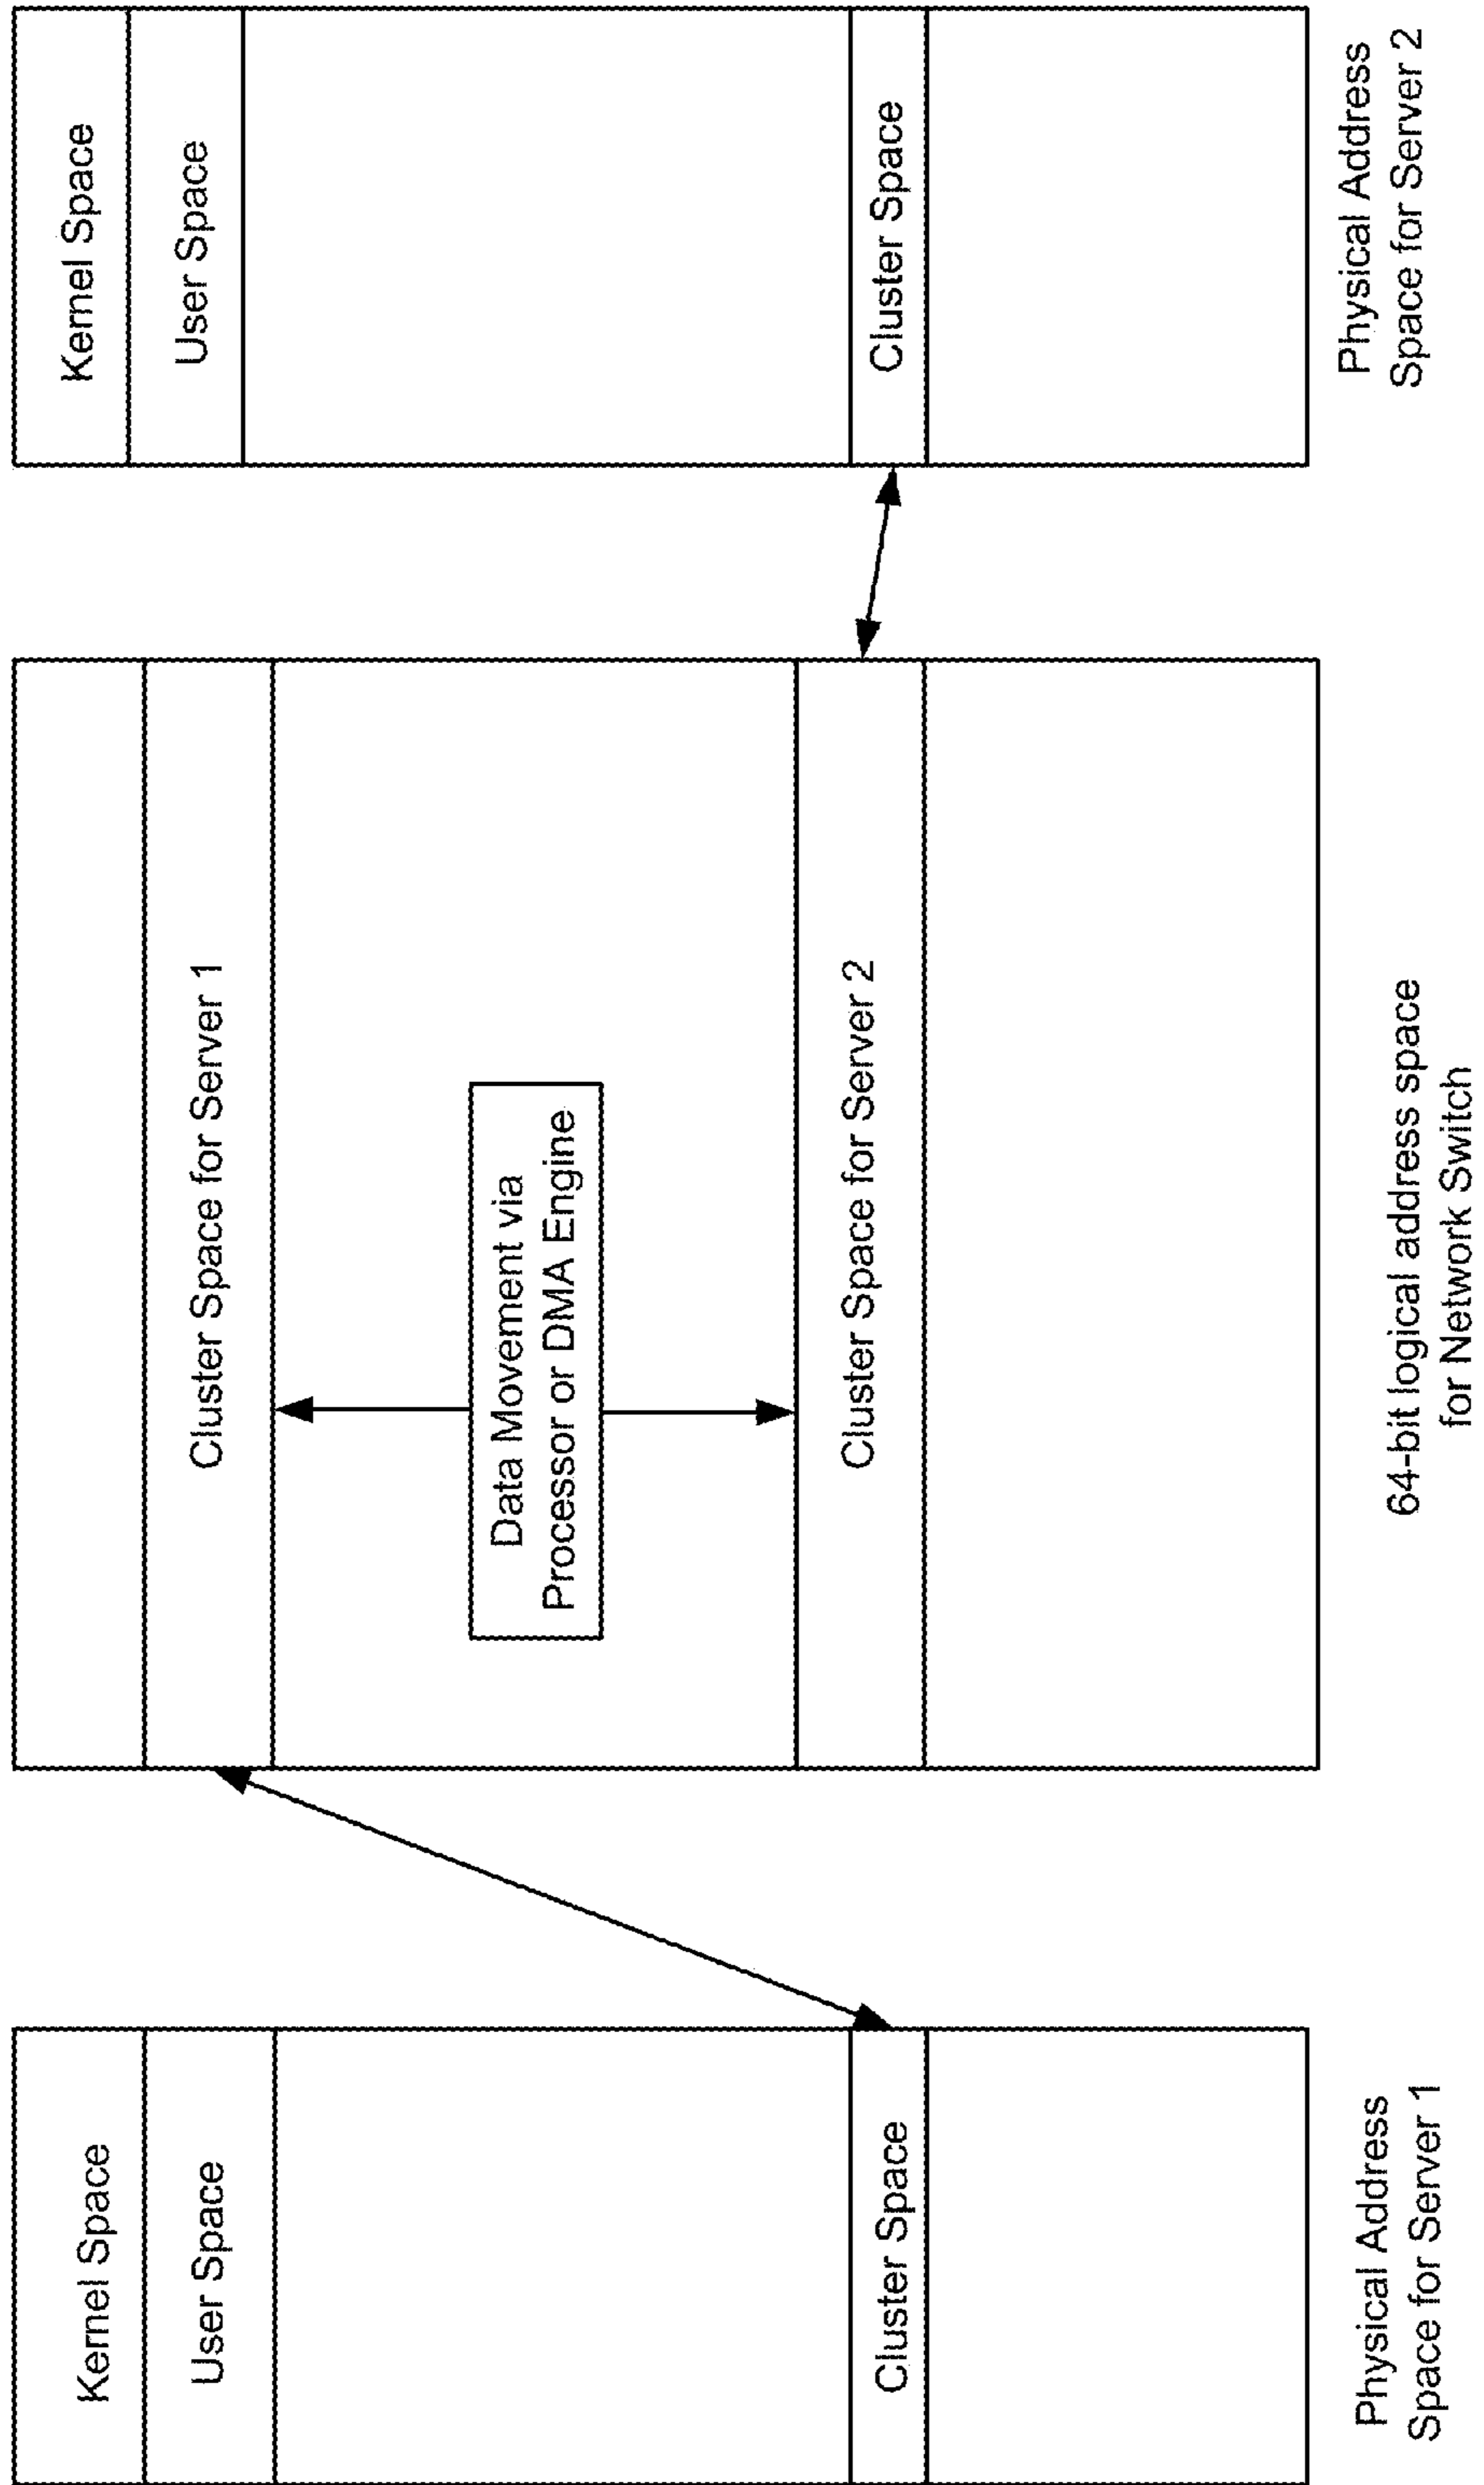 Kernel Space
User Space
Cluster Space
Physical Address
Space for Server 1
Cluster Space for Server 1
Data Movement via
Processor or DMA Engine
Cluster Space for Server 2
64-bit logical address space
for Network Switch
Kernel Space
User Space
Cluster Space
Physical Address
Space for Server 2